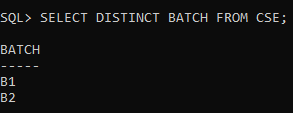 SQL> SELECT DISTINCT BATCH FROM CSE;
BATCH
-----
B1
B2